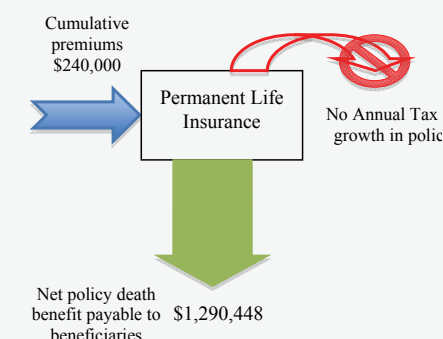 Cumulative
premiums
$240,000
Permanent Life
Insurance
No Annual Tax
growth in polic
Net policy death
benefit payable to
beneficiaries
$1,290,448